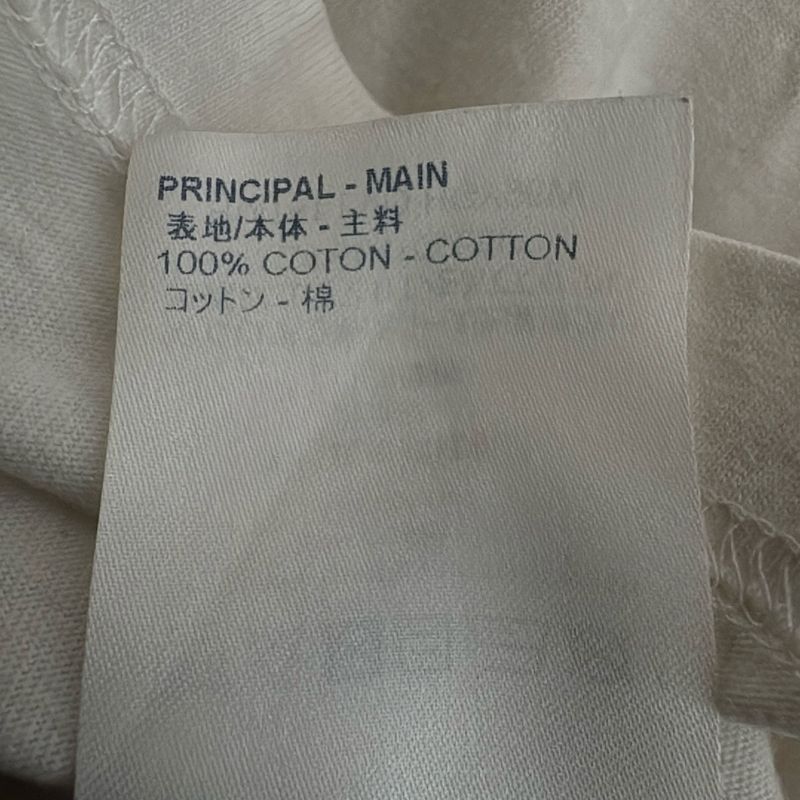 PRINCIPAL - MAIN
表地/本体 - 主料
100% COTON - COTTON
コットン - 棉